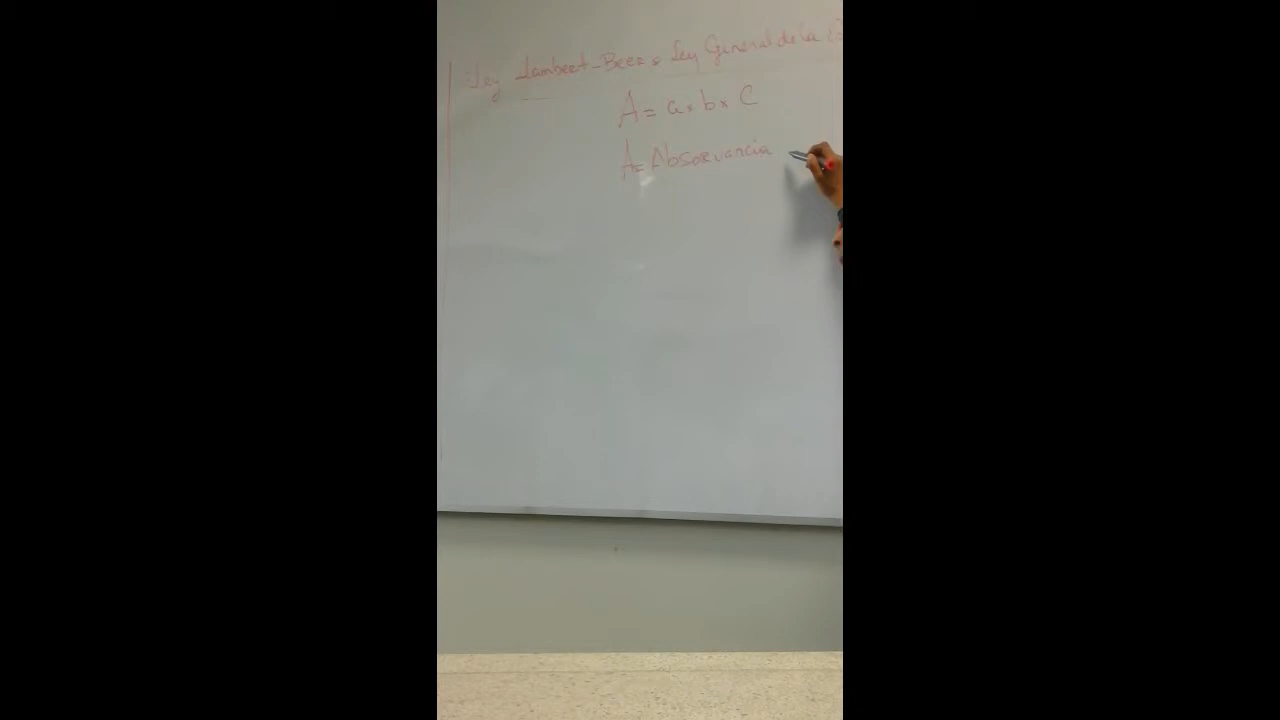 Ley Lambert-Beer o Ley General de la
A = a x b x C
A = Absorvancia